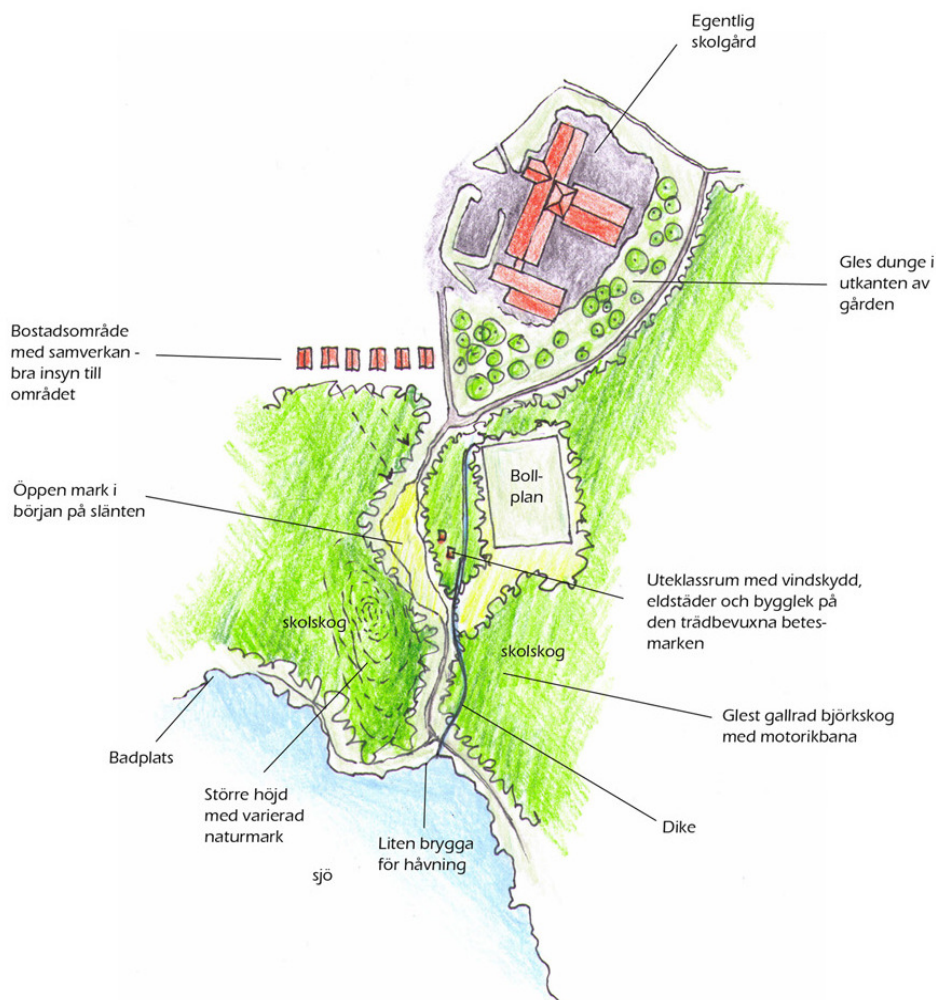 Egentlig
skolgård
Gles dunge i
utkanten av
gården
Bostadsområde
med samverkan -
bra insyn till
området
Boll-
plan
Öppen mark i
början på slänten
Uteklassrum med vindskydd,
eldstäder och bygglek på
den trädbevuxna betes-
marken
skolskog
skolskog
Glest gallrad björkskog
med motorikbana
Badplats
Större höjd
med varierad
naturmark
Liten brygga
för håvning
Dike
sjö